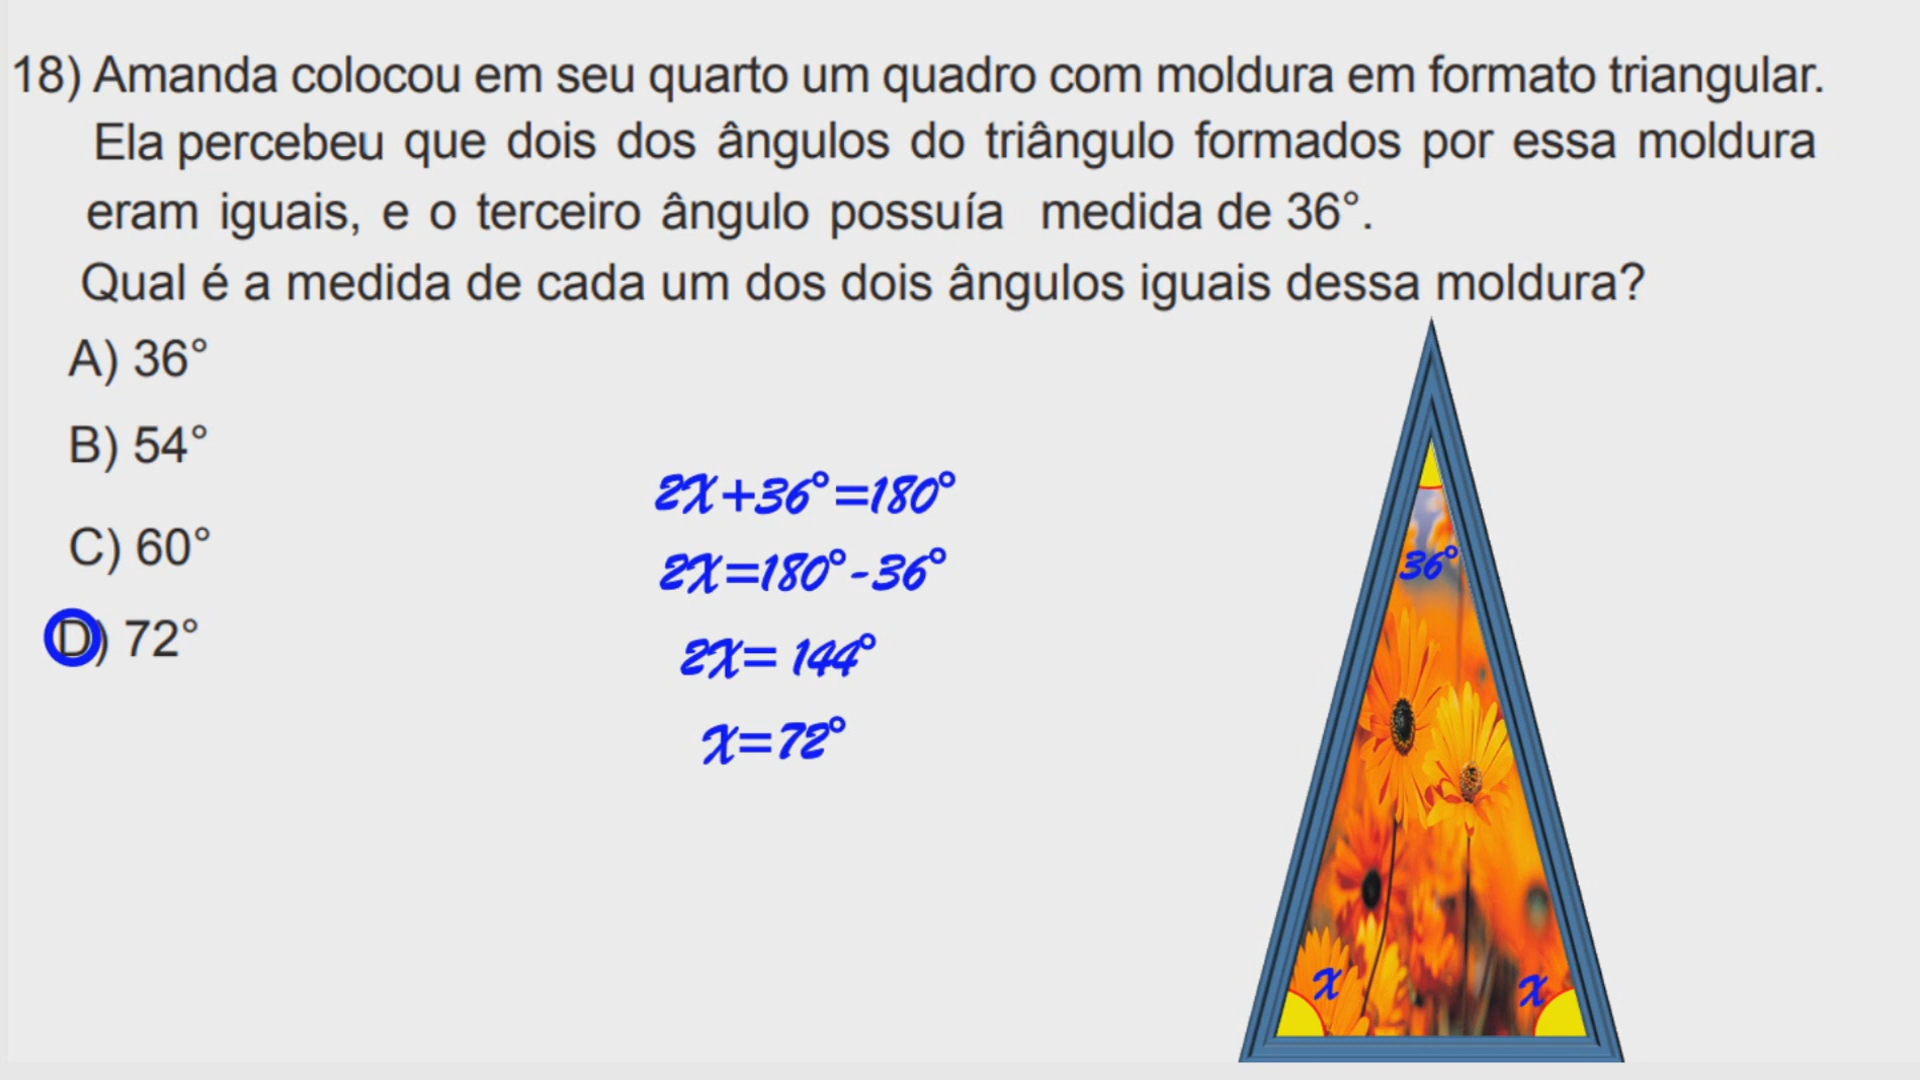 18) Amanda colocou em seu quarto um quadro com moldura em formato triangular.
Ela percebeu que dois dos ângulos do triângulo formados por essa moldura
eram iguais, e o terceiro ângulo possuía medida de 36°.
Qual é a medida de cada um dos dois ângulos iguais dessa moldura?
A) 36°
B) 54°
C) 60°
D) 72°
2X+36°=180°
2X=180°-36°
2X= 144°
X=72°
36°
x
x